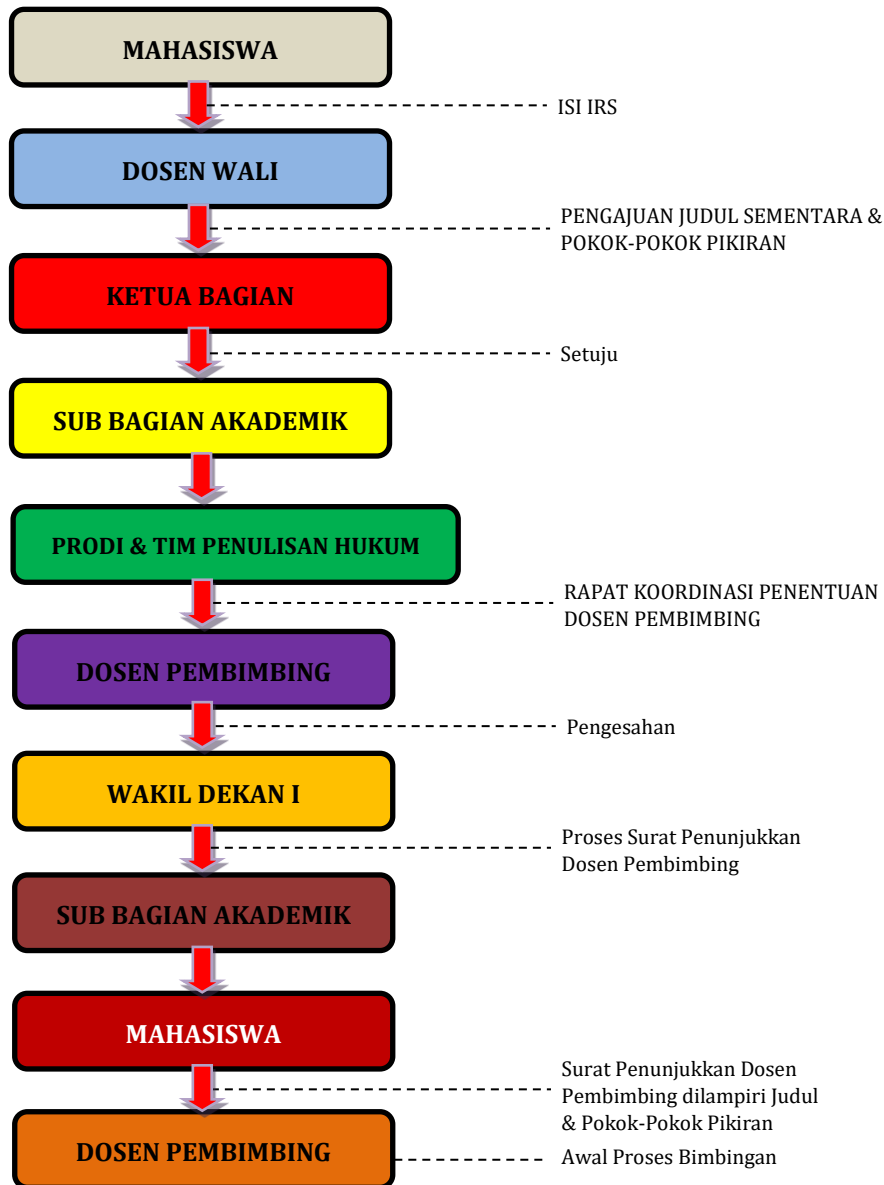 MAHASISWA
ISI IRS
DOSEN WALI
PENGAJUAN JUDUL SEMENTARA &
POKOK-POKOK PIKIRAN
KETUA BAGIAN
Setuju
SUB BAGIAN AKADEMIK
PRODI & TIM PENULISAN HUKUM
RAPAT KOORDINASI PENENTUAN
DOSEN PEMBIMBING
DOSEN PEMBIMBING
Pengesahan
WAKIL DEKAN I
Proses Surat Penunjukkan
Dosen Pembimbing
SUB BAGIAN AKADEMIK
MAHASISWA
Surat Penunjukkan Dosen
Pembimbing dilampiri Judul
& Pokok-Pokok Pikiran
DOSEN PEMBIMBING
Awal Proses Bimbingan